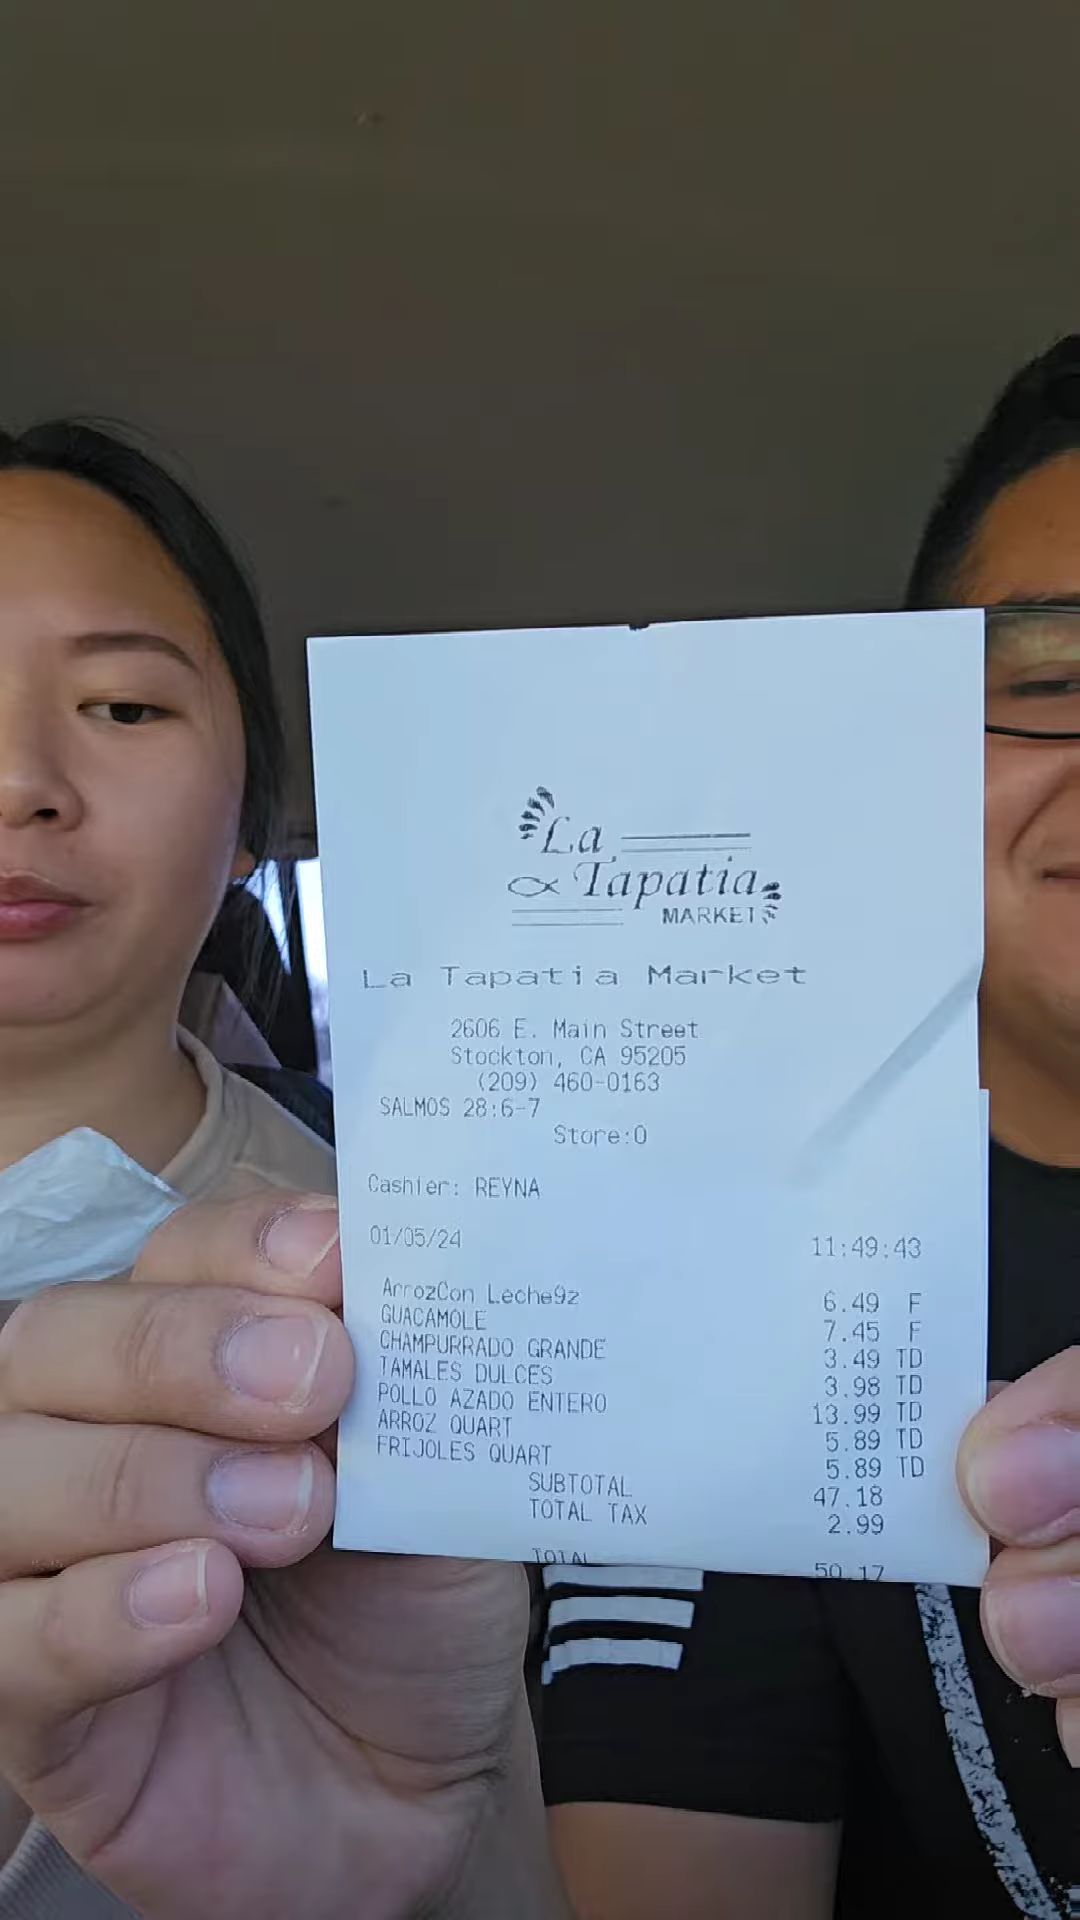 La
Tapatia
MARKET
La Tapatia Market
2606 E. Main Street
Stockton, CA 95205
(209) 460-0163
SALMOS 28:6-7
Store:0
Cashier: REYNA
01/05/24 11:49:43
ArrozCon Leche9z 6.49 F
GUACAMOLE 7.45 F
CHAMPURRADO GRANDE 3.49 TD
TAMALES DULCES 3.98 TD
POLLO AZADO ENTERO 13.99 TD
ARROZ QUART 5.89 TD
FRIJOLES QUART 5.89 TD
SUBTOTAL 47.18
TOTAL TAX 2.99
TOTAL 50.17